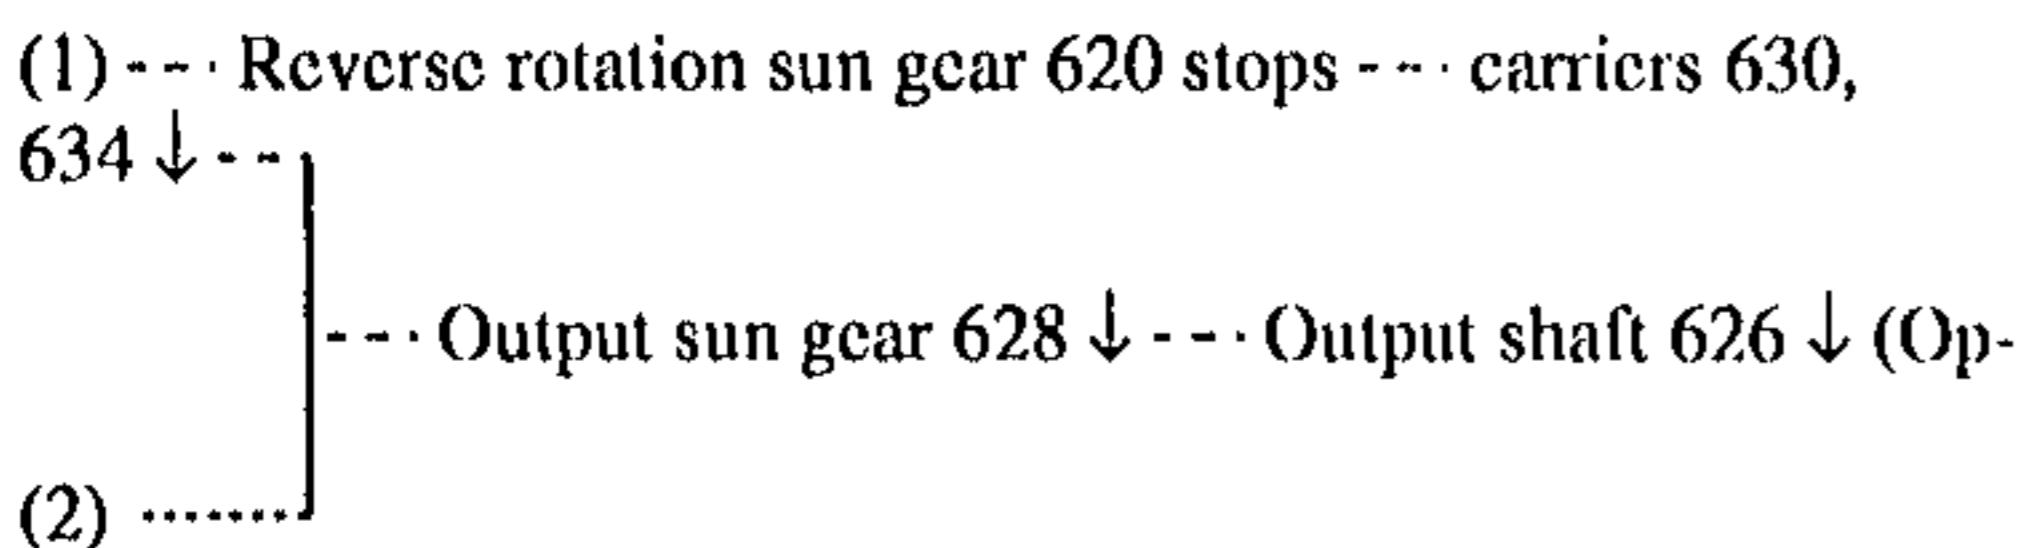 (1) --· Reverse rotation sun gear 620 stops --· carriers 630,
634 ↓ --
--· Output sun gear 628 ↓ --· Output shaft 626 ↓ (Op-
(2) ········